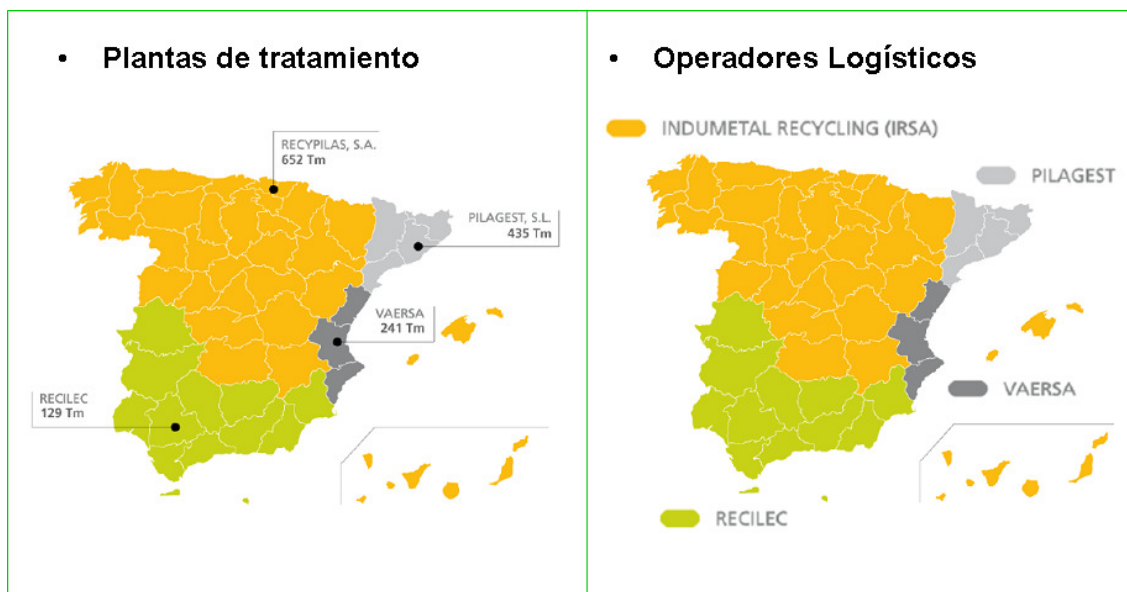 • Plantas de tratamiento
RECYPILAS, S.A.
652 Tm
PILAGEST, S.L.
435 Tm
VAERSA
241 Tm
RECILEC
129 Tm
• Operadores Logísticos
INDUMETAL RECYCLING (IRSA)
PILAGEST
VAERSA
RECILEC